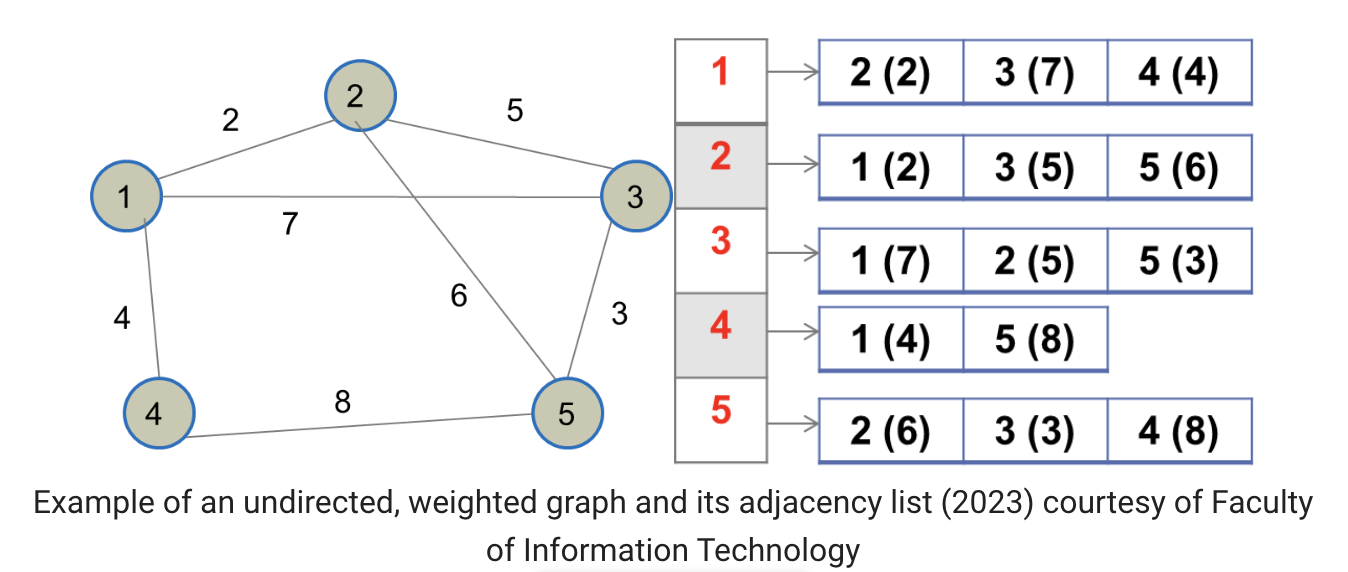 2
2
5
1
3
7
6
4
3
4
8
5
1
2 (2) 3 (7) 4 (4)
2
1 (2) 3 (5) 5 (6)
3
1 (7) 2 (5) 5 (3)
4
1 (4) 5 (8)
5
2 (6) 3 (3) 4 (8)
Example of an undirected, weighted graph and its adjacency list (2023) courtesy of Faculty
of Information Technology